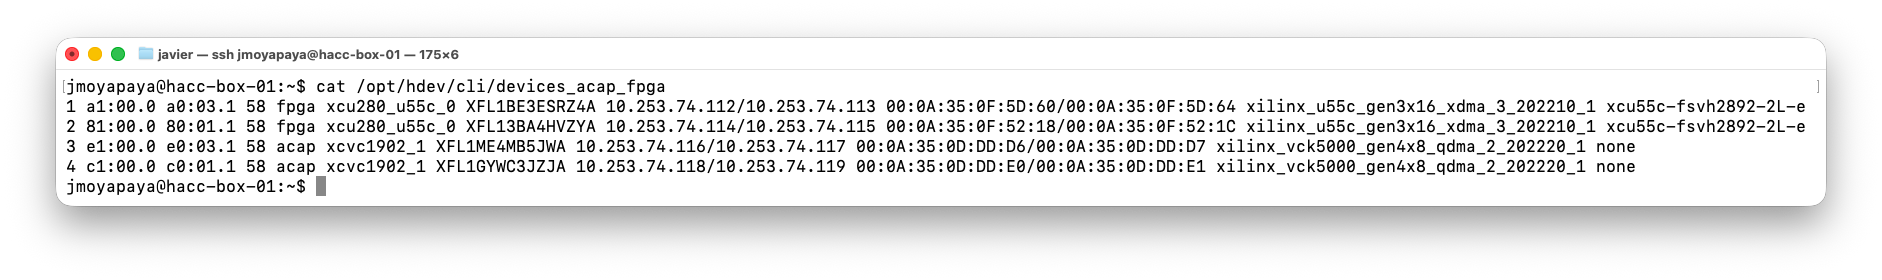 javier — ssh jmoyapaya@hacc-box-01 — 175×6
[jmoyapaya@hacc-box-01:~$ cat /opt/hdev/cli/devices_acap_fpga ]
1 a1:00.0 a0:03.1 58 fpga xcu280_u55c_0 XFL1BE3ESRZ4A 10.253.74.112/10.253.74.113 00:0A:35:0F:5D:60/00:0A:35:0F:5D:64 xilinx_u55c_gen3x16_xdma_3_202210_1 xcu55c-fsvh2892-2L-e
2 81:00.0 80:01.1 58 fpga xcu280_u55c_0 XFL13BA4HVZYA 10.253.74.114/10.253.74.115 00:0A:35:0F:52:18/00:0A:35:0F:52:1C xilinx_u55c_gen3x16_xdma_3_202210_1 xcu55c-fsvh2892-2L-e
3 e1:00.0 e0:03.1 58 acap xcvc1902_1 XFL1ME4MB5JWA 10.253.74.116/10.253.74.117 00:0A:35:0D:DD:D6/00:0A:35:0D:DD:D7 xilinx_vck5000_gen4x8_qdma_2_202220_1 none
4 c1:00.0 c0:01.1 58 acap xcvc1902_1 XFL1GYWC3JZJA 10.253.74.118/10.253.74.119 00:0A:35:0D:DD:E0/00:0A:35:0D:DD:E1 xilinx_vck5000_gen4x8_qdma_2_202220_1 none
jmoyapaya@hacc-box-01:~$